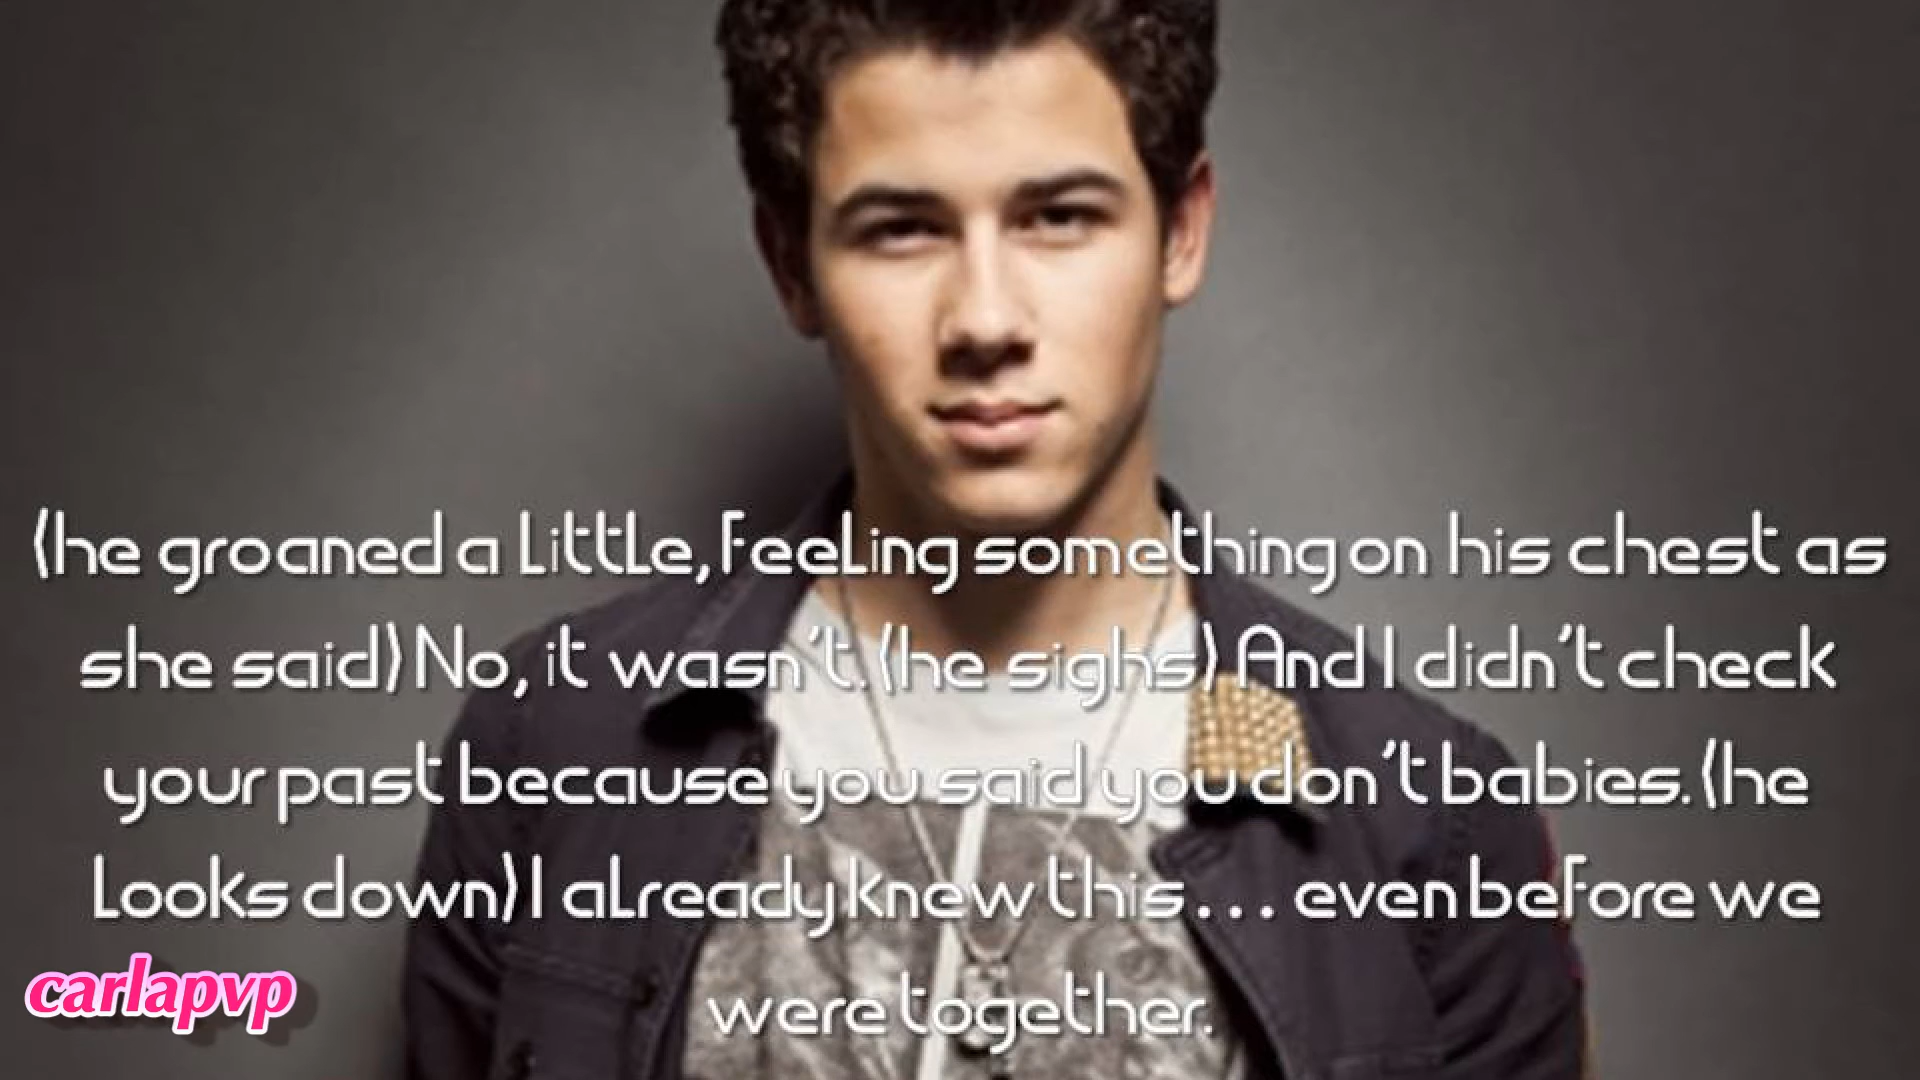 (he groaned a little, feeling something on his chest as
she said) No, it wasn't. (he sighs) And I didn't check
your past because you said you don't babies. (he
looks down) I already knew this... even before we
were together.
carlapvp